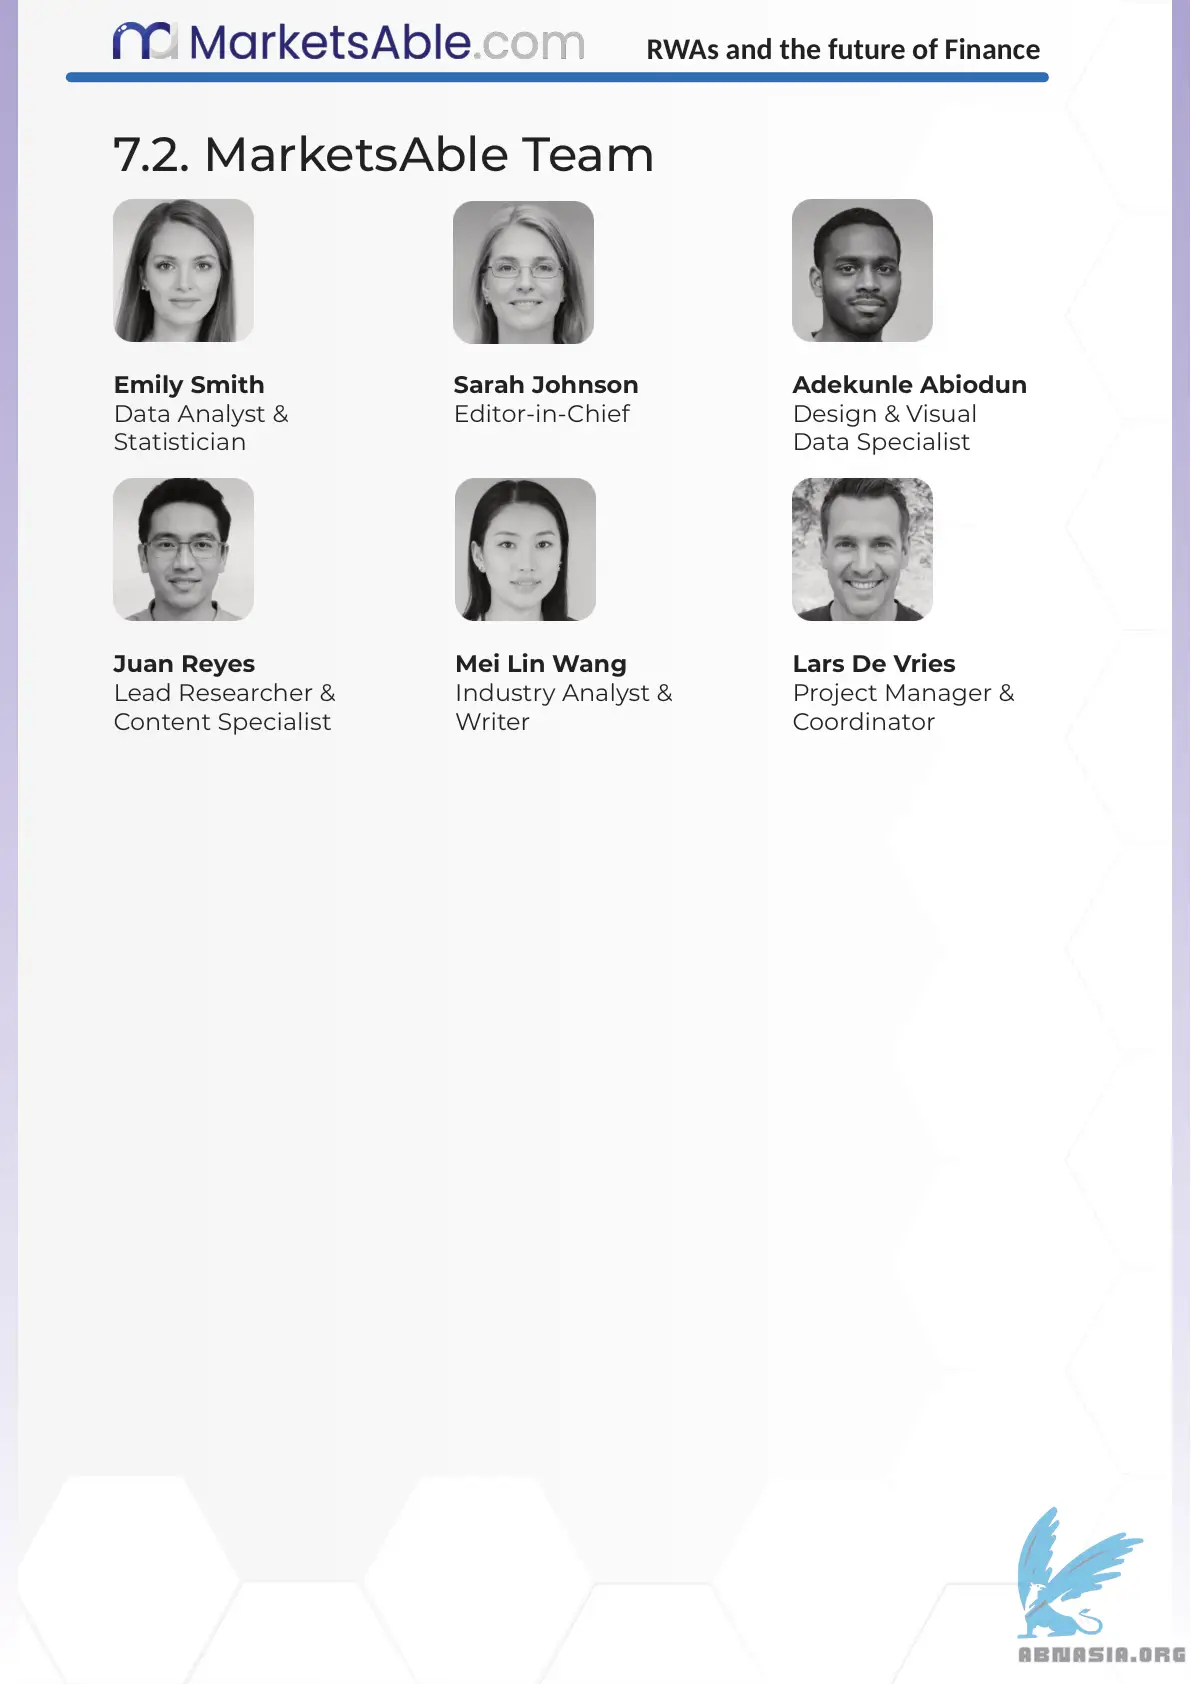 MarketsAble.com
RWAs and the future of Finance
7.2. MarketsAble Team
Emily Smith
Data Analyst &
Statistician
Sarah Johnson
Editor-in-Chief
Adekunle Abiodun
Design & Visual
Data Specialist
Juan Reyes
Lead Researcher &
Content Specialist
Mei Lin Wang
Industry Analyst &
Writer
Lars De Vries
Project Manager &
Coordinator
ABNASIA.ORG